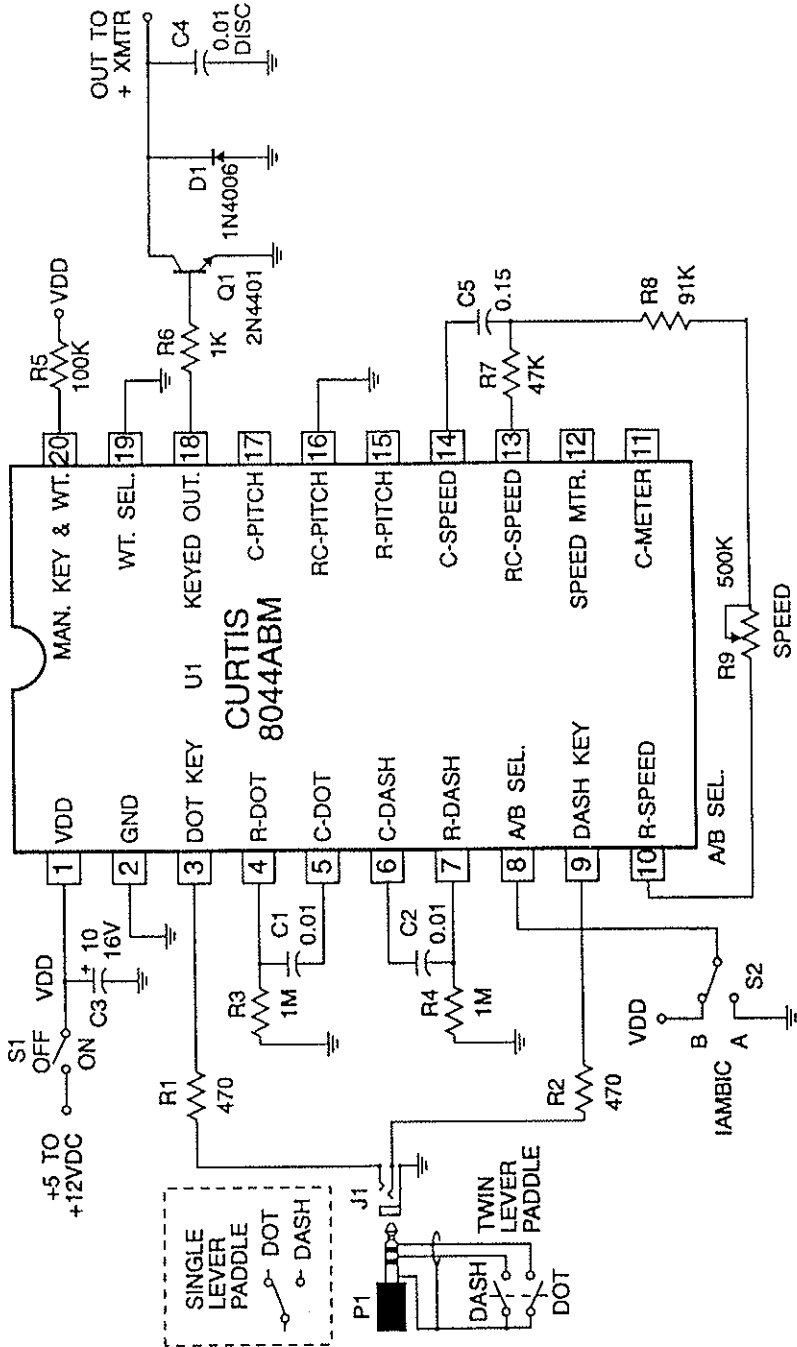 +5 TO
+12VDC
S1
OFF
ON
VDD
C3
+
10
16V
SINGLE
LEVER
PADDLE
DOT
DASH
P1
J1
TWIN
LEVER
PADDLE
DASH
DOT
R1
470
R2
470
R3
1M
C1
0.01
C2
0.01
R4
1M
VDD
B
A
S2
IAMBIC
1
2
3
4
5
6
7
8
9
10
VDD
GND
DOT KEY
R-DOT
C-DOT
C-DASH
R-DASH
A/B SEL.
DASH KEY
R-SPEED
A/B SEL.
U1
CURTIS
8044ABM
MAN. KEY & WT.
WT. SEL.
KEYED OUT.
C-PITCH
RC-PITCH
R-PITCH
C-SPEED
RC-SPEED
SPEED MTR.
C-METER
20
19
18
17
16
15
14
13
12
11
R5
100K
VDD
R6
1K
Q1
2N4401
D1
1N4006
OUT TO
+ XMTR
C4
0.01
DISC
C5
0.15
R7
47K
R8
91K
R9
500K
SPEED